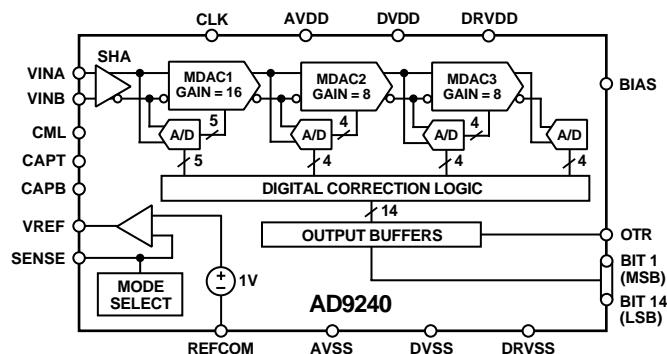 CLK AVDD DVDD DRVDD
SHA
VINA
VINB
MDAC1
GAIN = 16
MDAC2
GAIN = 8
MDAC3
GAIN = 8
BIAS
CML
CAPT
CAPB
A/D 5
A/D 4
A/D 4
A/D
5 4 4 4
DIGITAL CORRECTION LOGIC
14
VREF
OUTPUT BUFFERS
OTR
SENSE
BIT 1
(MSB)
MODE
SELECT
1V
AD9240
BIT 14
(LSB)
REFCOM AVSS DVSS DRVSS